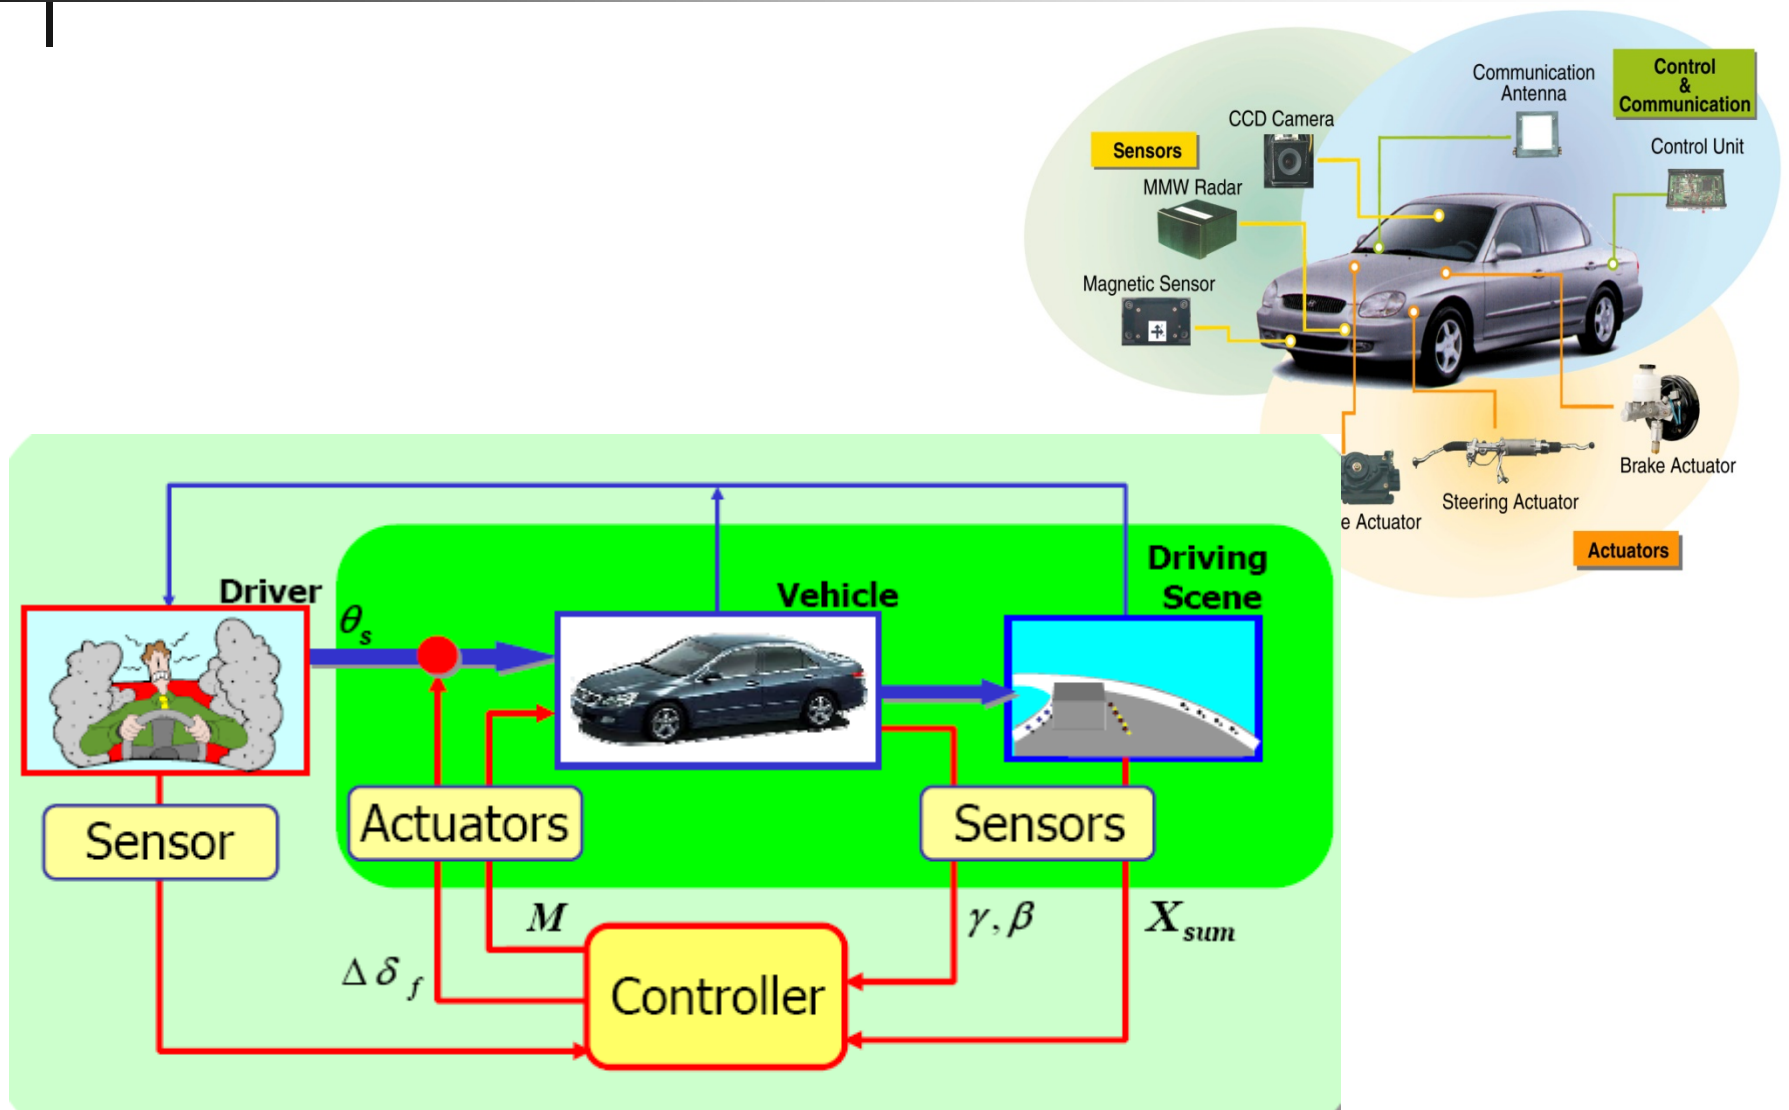 Communication
Antenna
Control
&
Communication
CCD Camera
Sensors
Control Unit
MMW Radar
Magnetic Sensor
Brake Actuator
Steering Actuator
e Actuator
Actuators
Driving
Scene
Driver
Vehicle
θs
Actuators
Sensors
Sensor
M
γ, β
Xsum
Δ δ f
Controller